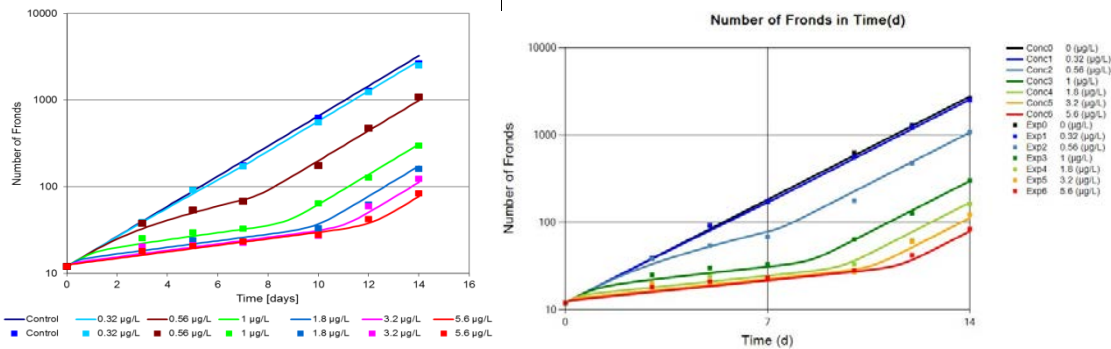 10000
1000
100
10
Number of Fronds
0 2 4 6 8 10 12 14 16
Time [days]
Control 0.32 µg/L 0.56 µg/L 1 µg/L 1.8 µg/L 3.2 µg/L 5.6 µg/L
Control 0.32 µg/L 0.56 µg/L 1 µg/L 1.8 µg/L 3.2 µg/L 5.6 µg/L
Number of Fronds in Time(d)
10000
1000
100
10
Number of Fronds
0 7 14
Time (d)
Conc0 0 (µg/L)
Conc1 0.32 (µg/L)
Conc2 0.56 (µg/L)
Conc3 1 (µg/L)
Conc4 1.8 (µg/L)
Conc5 3.2 (µg/L)
Conc6 5.6 (µg/L)
Exp0 0 (µg/L)
Exp1 0.32 (µg/L)
Exp2 0.56 (µg/L)
Exp3 1 (µg/L)
Exp4 1.8 (µg/L)
Exp5 3.2 (µg/L)
Exp6 5.6 (µg/L)